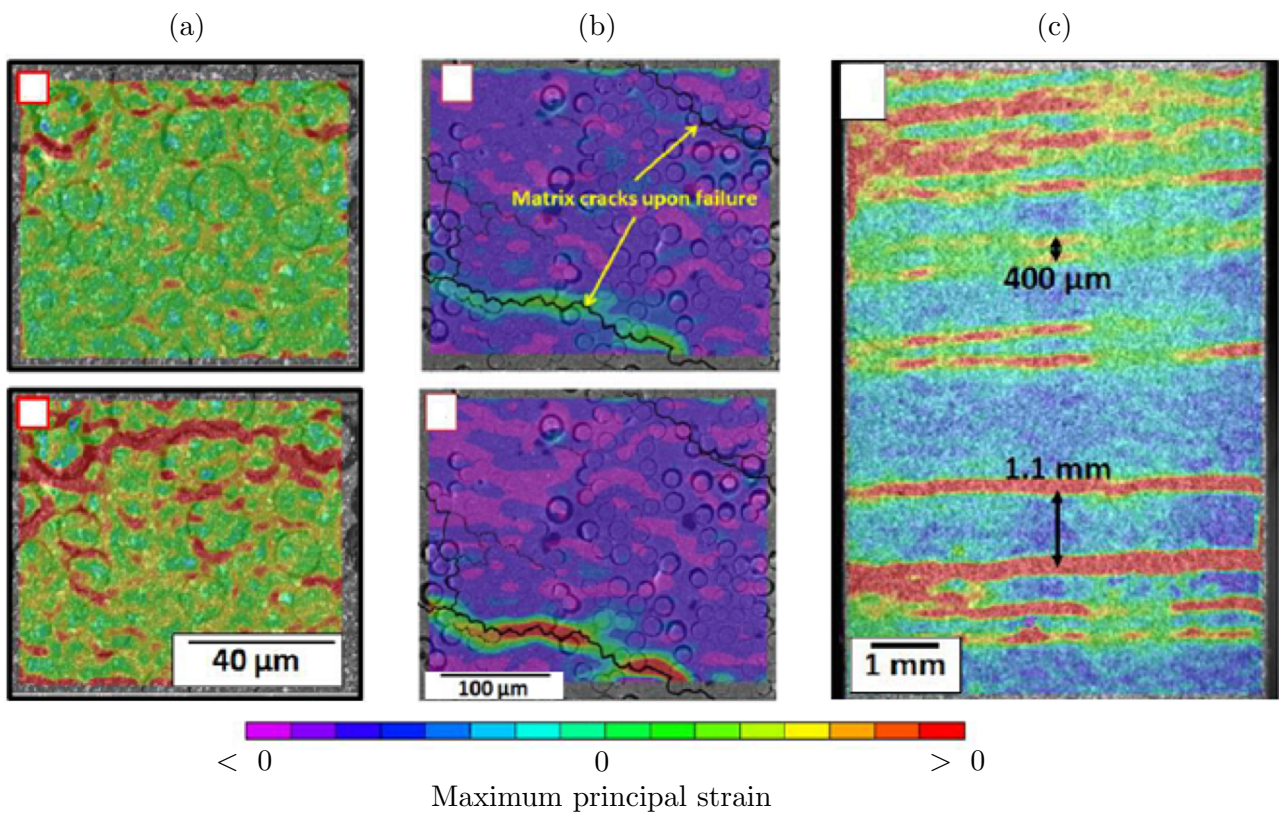 (a)
(b)
(c)
Matrix cracks upon failure
400 µm
1.1 mm
40 µm
100 µm
1 mm
< 0
0
> 0
Maximum principal strain